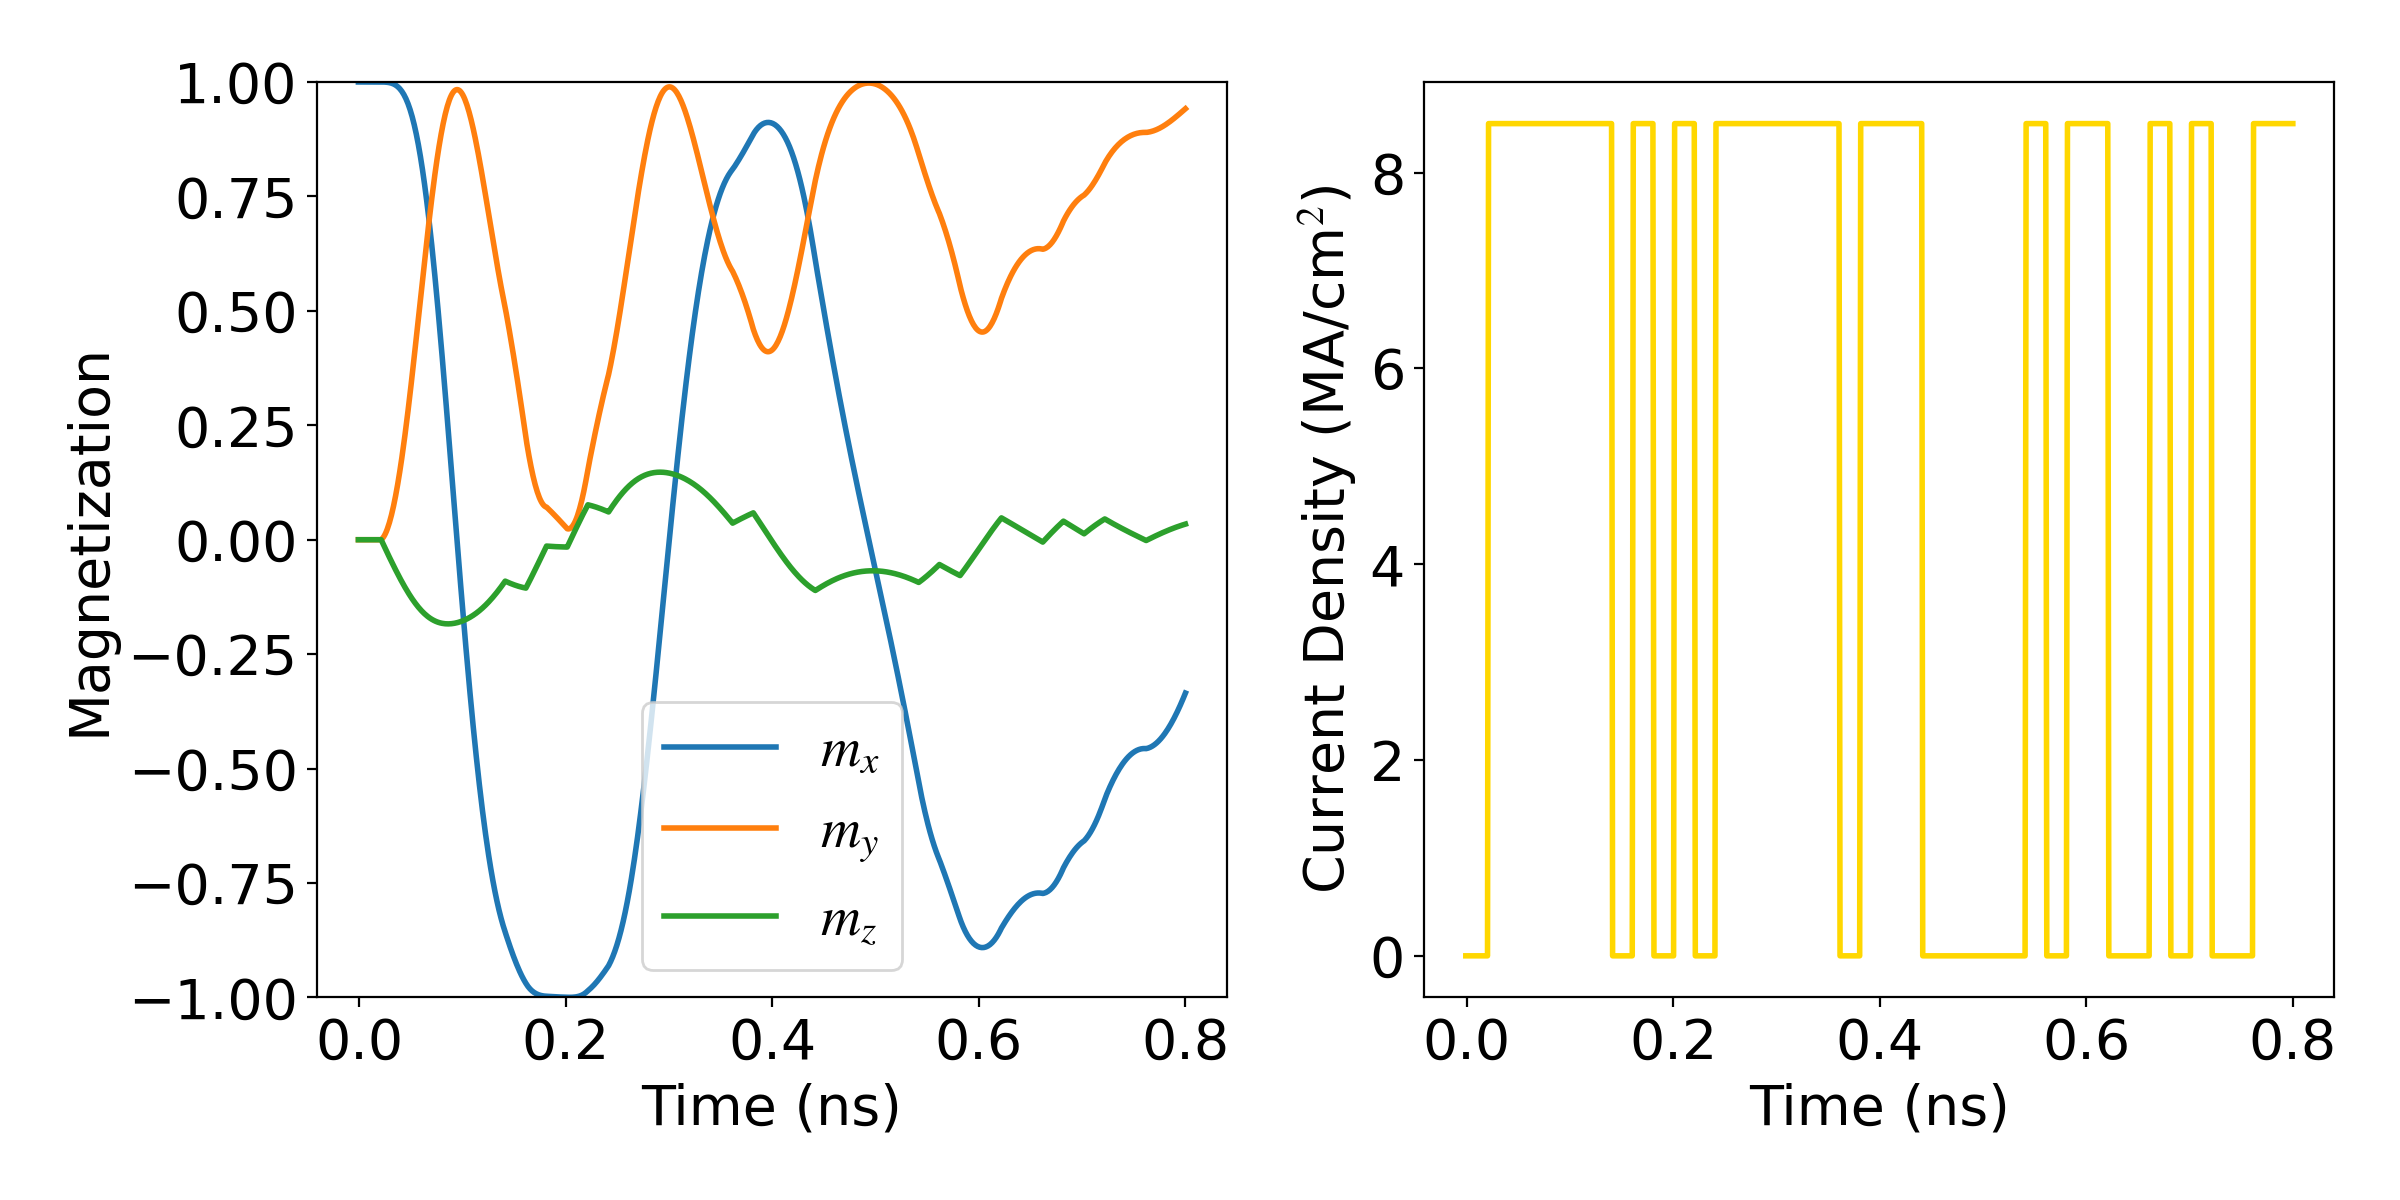 Magnetization
1.00
0.75
0.50
0.25
0.00
−0.25
−0.50
−0.75
−1.00
0.0 0.2 0.4 0.6 0.8
Time (ns)
m_x
m_y
m_z
Current Density (MA/cm²)
8
6
4
2
0
0.0 0.2 0.4 0.6 0.8
Time (ns)